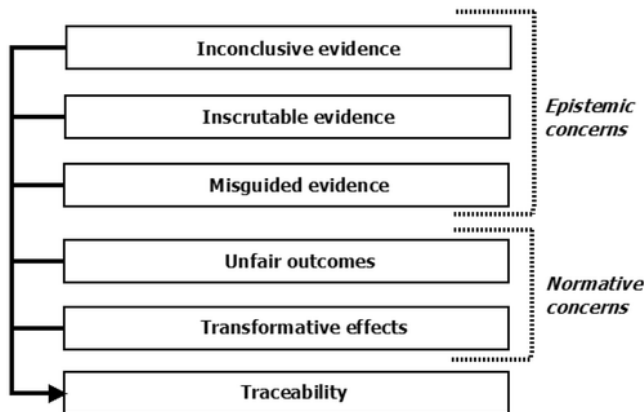 Inconclusive evidence
Inscrutable evidence
Misguided evidence
Epistemic
concerns
Unfair outcomes
Transformative effects
Normative
concerns
Traceability